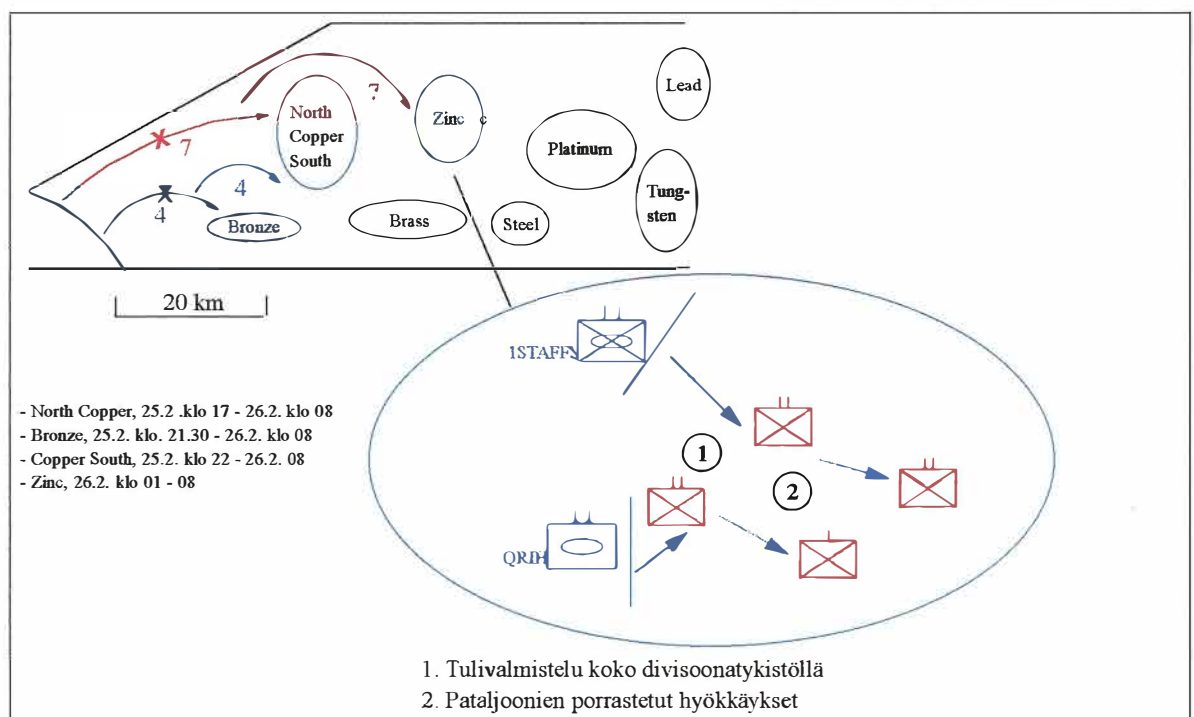 Lead
?
North
Copper
South
Zinc c
Platinum
7
4
4
Tung-
sten
Bronze
Brass
Steel
20 km
1STAFF
- North Copper, 25.2 .klo 17 - 26.2. klo 08
- Bronze, 25.2. klo. 21.30 - 26.2. klo 08
- Copper South, 25.2. klo 22 - 26.2. 08
- Zinc, 26.2. klo 01 - 08
1
2
QRIH
1. Tulivalmistelu koko divisoonatykistöllä
2. Pataljoonien porrastetut hyökkäykset